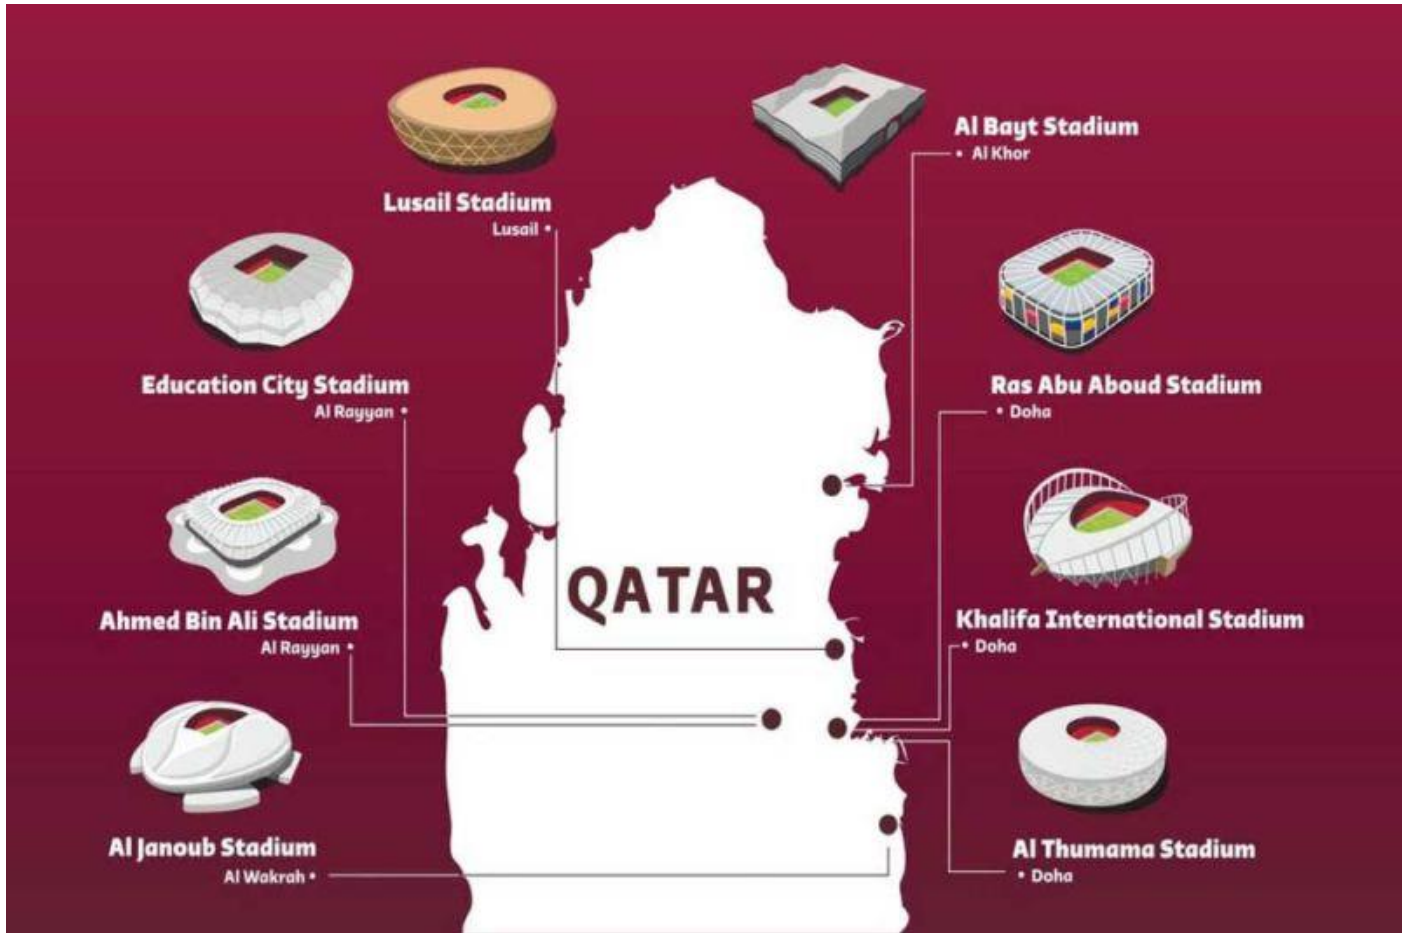 Lusail Stadium
Lusail
Al Bayt Stadium
Al Khor
Education City Stadium
Al Rayyan
Ras Abu Aboud Stadium
Doha
QATAR
Ahmed Bin Ali Stadium
Al Rayyan
Khalifa International Stadium
Doha
Al Janoub Stadium
Al Wakrah
Al Thumama Stadium
Doha